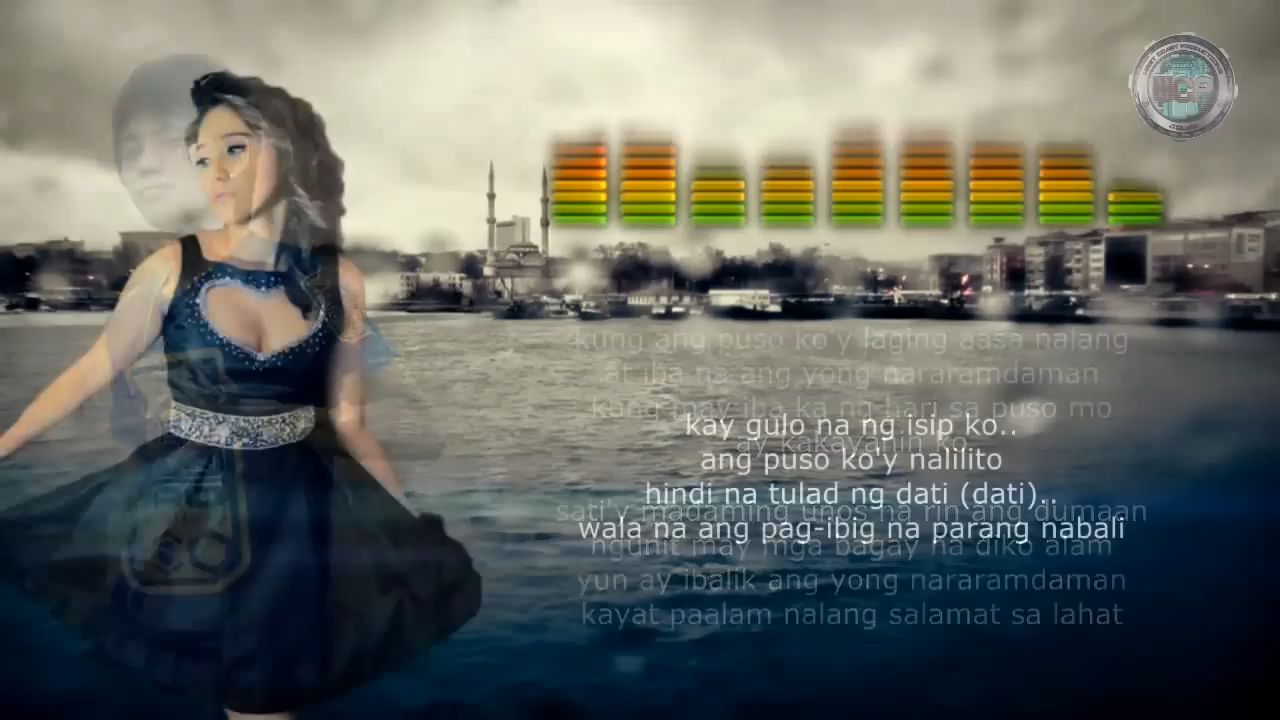 kung ang puso ko'y laging aasa nalang
at iba na ang yong nararamdaman
kung may iba ka ng hari sa puso mo
kay gulo na ng isip ko..
ay kakayanin ko
ang puso ko'y nalilito
hindi na tulad ng dati (dati)..
sati'y madaming unos na rin ang dumaan
wala na ang pag-ibig na parang nabali
ngunit may mga bagay na diko alam
yun ay ibalik ang yong nararamdaman
kayat paalam nalang salamat sa lahat